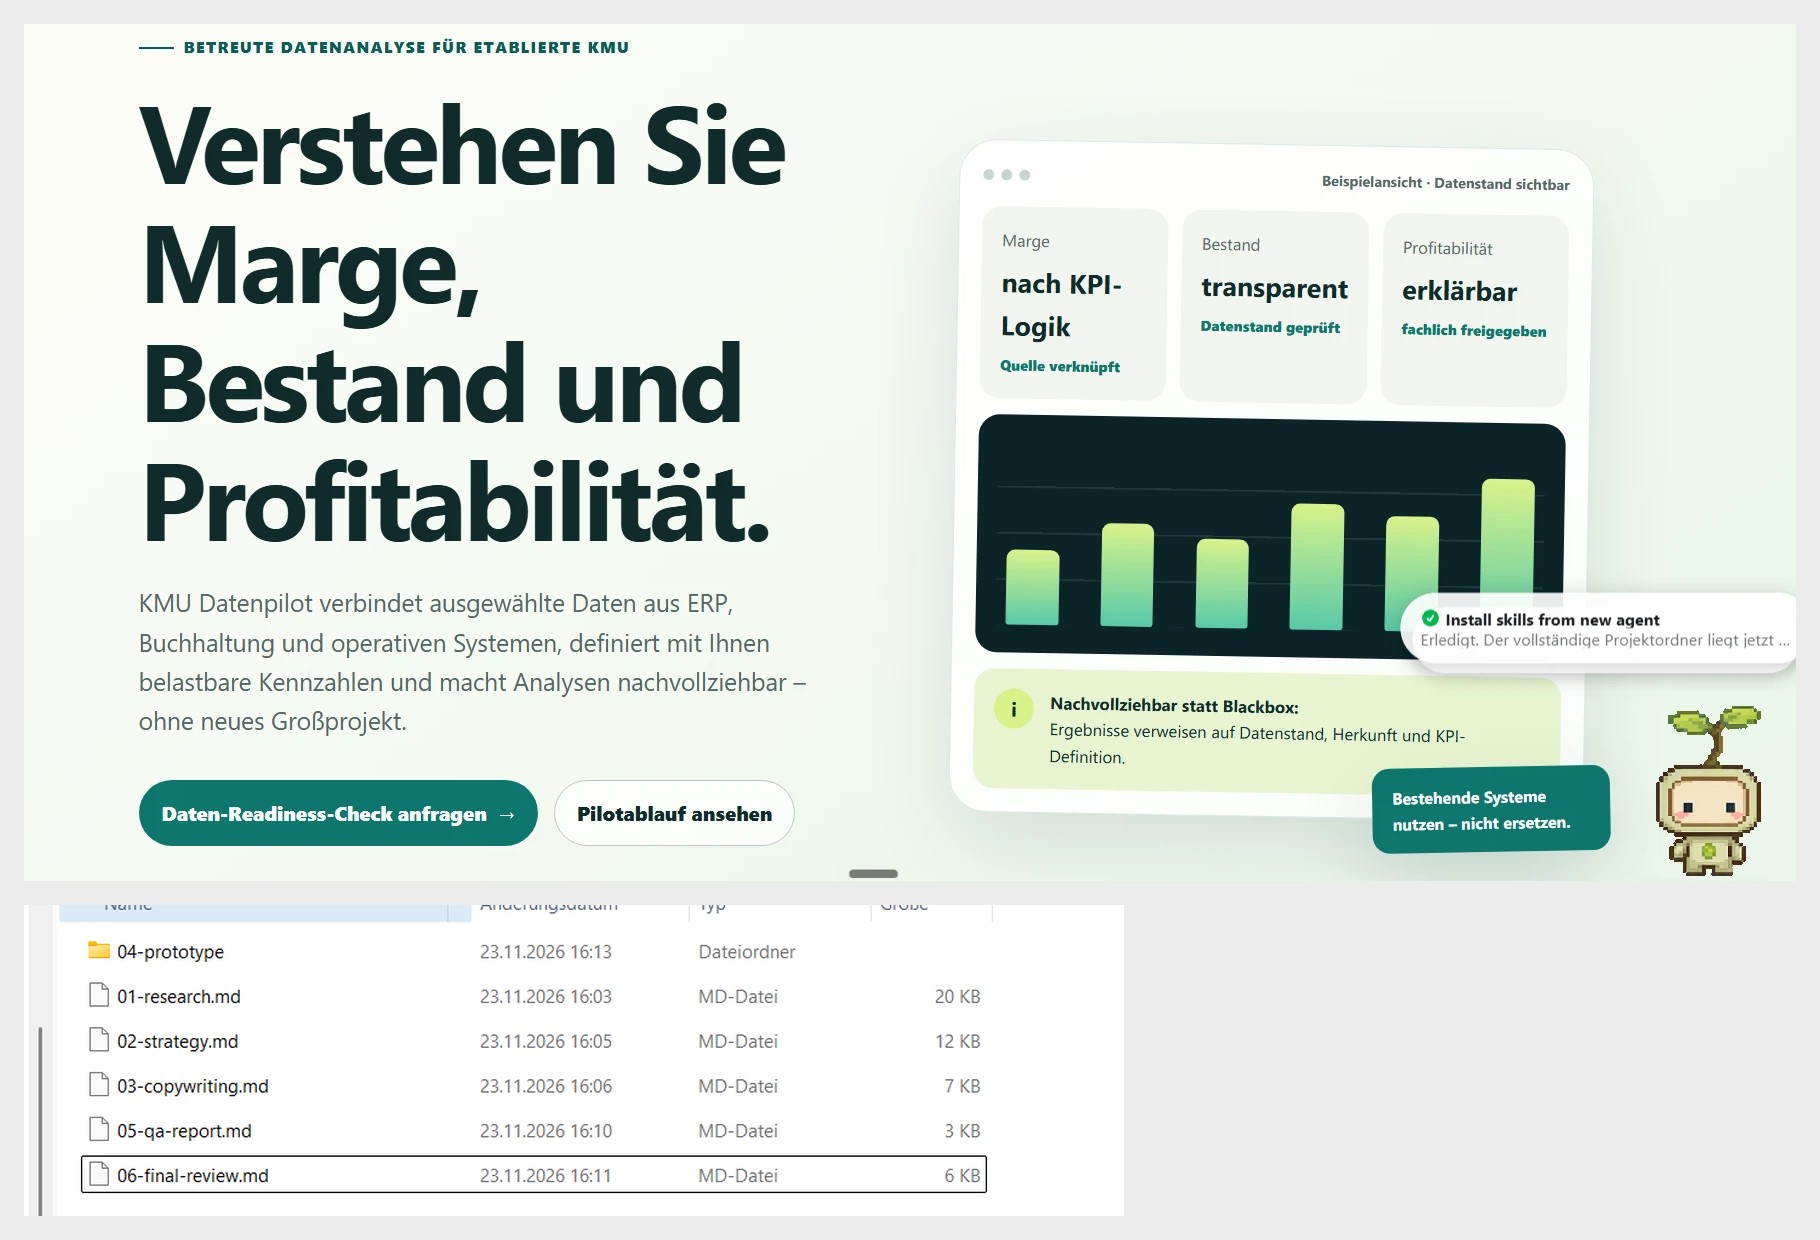 BETREUTE DATENANALYSE FÜR ETABLIERTE KMU
Verstehen Sie
Marge,
Bestand und
Profitabilität.
KMU Datenpilot verbindet ausgewählte Daten aus ERP,
Buchhaltung und operativen Systemen, definiert mit Ihnen
belastbare Kennzahlen und macht Analysen nachvollziehbar –
ohne neues Großprojekt.
Daten-Readiness-Check anfragen →
Pilotablauf ansehen
Beispielansicht · Datenstand sichtbar
Marge
nach KPI-
Logik
Quelle verknüpft
Bestand
transparent
Datenstand geprüft
Profitabilität
erklärbar
fachlich freigegeben
Install skills from new agent
Erledigt. Der vollständige Projektordner liegt jetzt ...
i
Nachvollziehbar statt Blackbox:
Ergebnisse verweisen auf Datenstand, Herkunft und KPI-
Definition.
Bestehende Systeme
nutzen – nicht ersetzen.
Name Änderungsdatum Typ Größe
04-prototype 23.11.2026 16:13 Dateiordner
01-research.md 23.11.2026 16:03 MD-Datei 20 KB
02-strategy.md 23.11.2026 16:05 MD-Datei 12 KB
03-copywriting.md 23.11.2026 16:06 MD-Datei 7 KB
05-qa-report.md 23.11.2026 16:10 MD-Datei 3 KB
06-final-review.md 23.11.2026 16:11 MD-Datei 6 KB